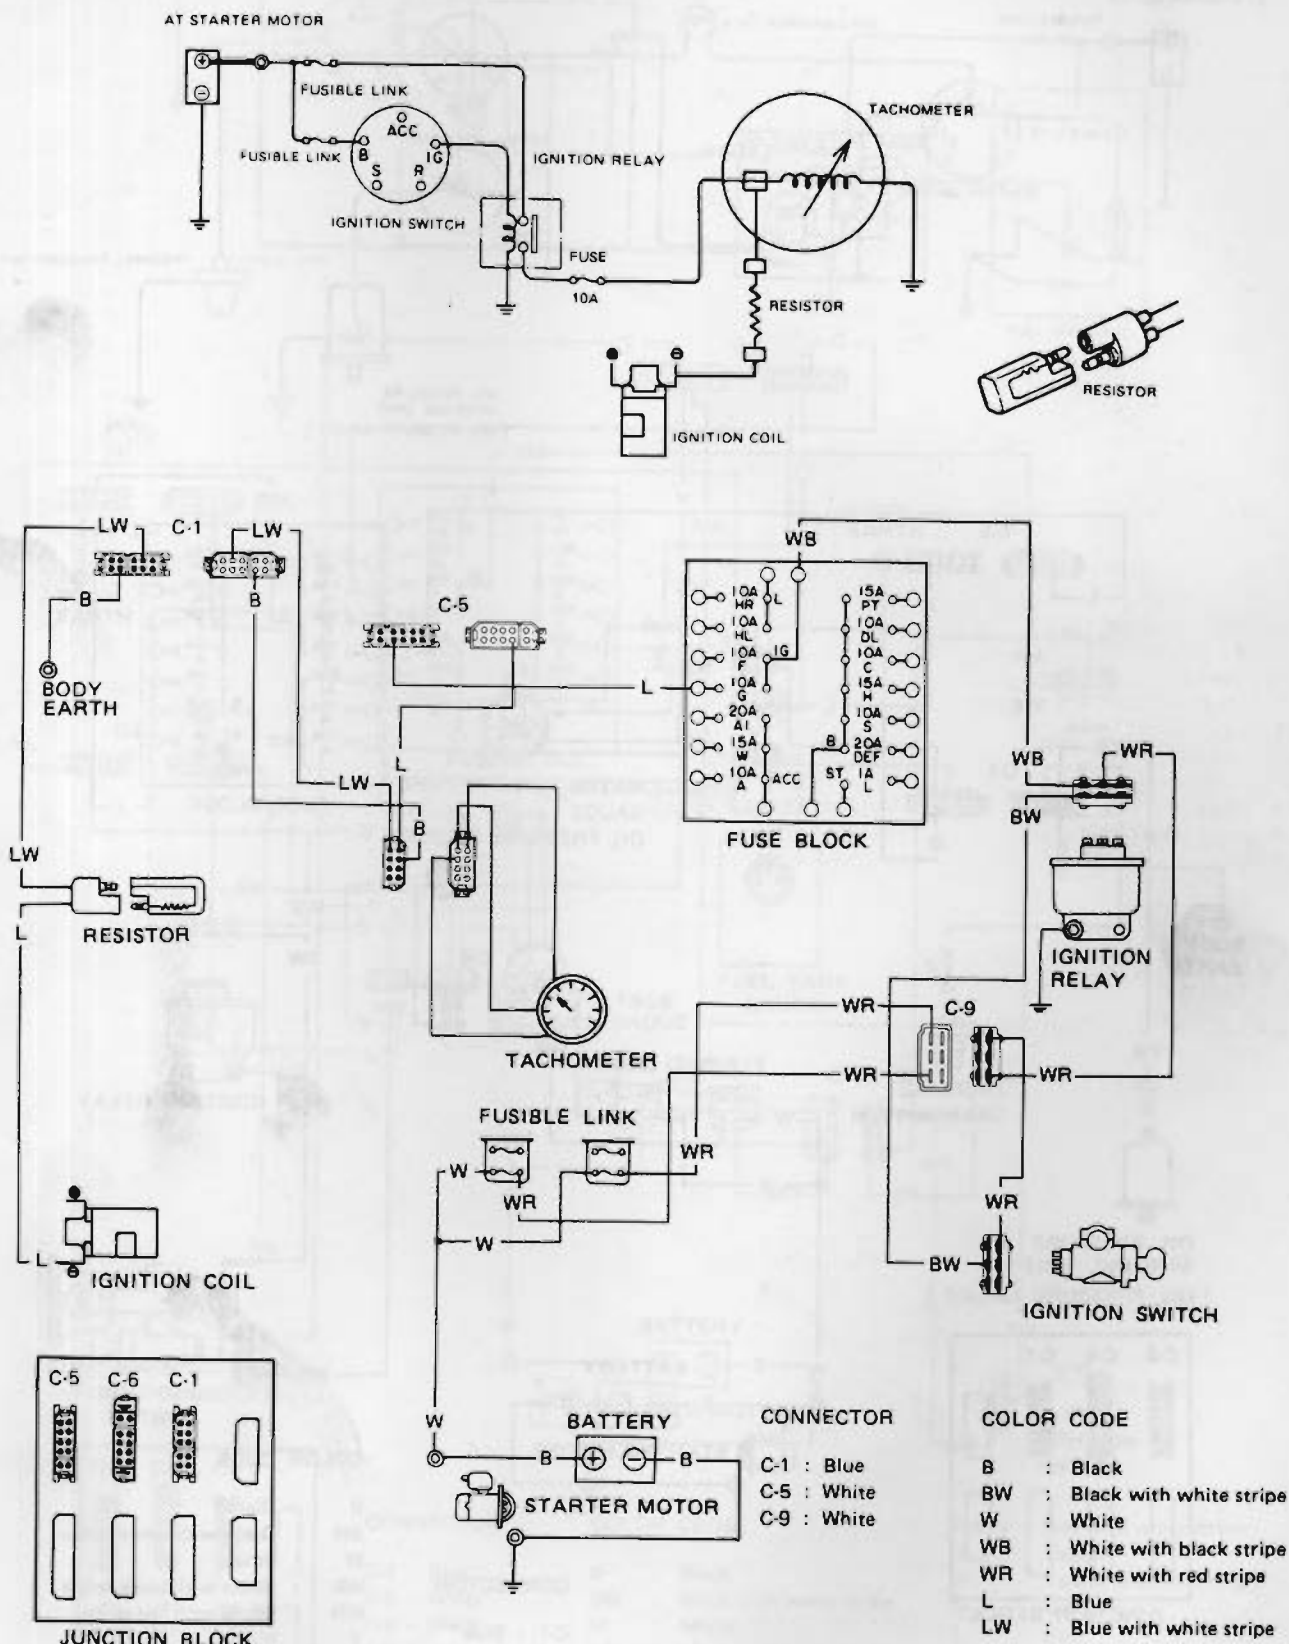 AT STARTER MOTOR
FUSIBLE LINK
TACHOMETER
ACC
FUSIBLE LINK B IG IGNITION RELAY
S R
IGNITION SWITCH
FUSE
10A
RESISTOR
RESISTOR
IGNITION COIL
LW C-1 LW
WB
B B
C-5
10A HR L 15A PT
10A HL 10A DL
10A F IG 10A C
L 10A G 15A H
20A AI 10A S
15A W B 20A DEF
10A A ACC ST 1A L
BODY
EARTH
L
LW
B
WB WR
BW
FUSE BLOCK
LW
L
RESISTOR
IGNITION
RELAY
WR C-9
TACHOMETER
WR WR
FUSIBLE LINK
W WR
WR
W
WR
L
IGNITION COIL
BW
IGNITION SWITCH
C-5 C-6 C-1
JUNCTION BLOCK
W
BATTERY
B B
STARTER MOTOR
CONNECTOR
C-1 : Blue
C-5 : White
C-9 : White
COLOR CODE
B : Black
BW : Black with white stripe
W : White
WB : White with black stripe
WR : White with red stripe
L : Blue
LW : Blue with white stripe